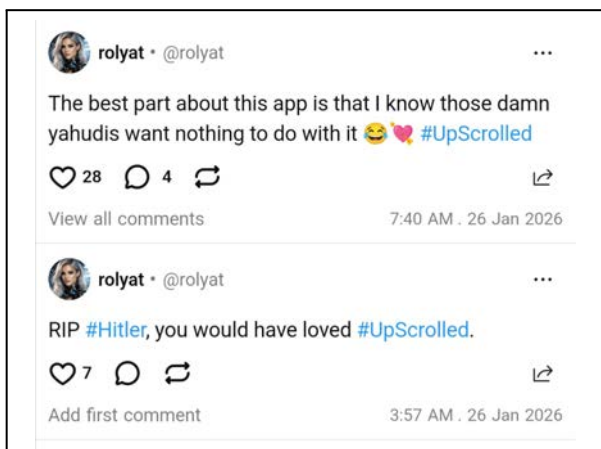 rolyat • @rolyat
The best part about this app is that I know those damn
yahudis want nothing to do with it 😂💘 #UpScrolled
28 4
View all comments 7:40 AM . 26 Jan 2026
rolyat • @rolyat
RIP #Hitler, you would have loved #UpScrolled.
7
Add first comment 3:57 AM . 26 Jan 2026